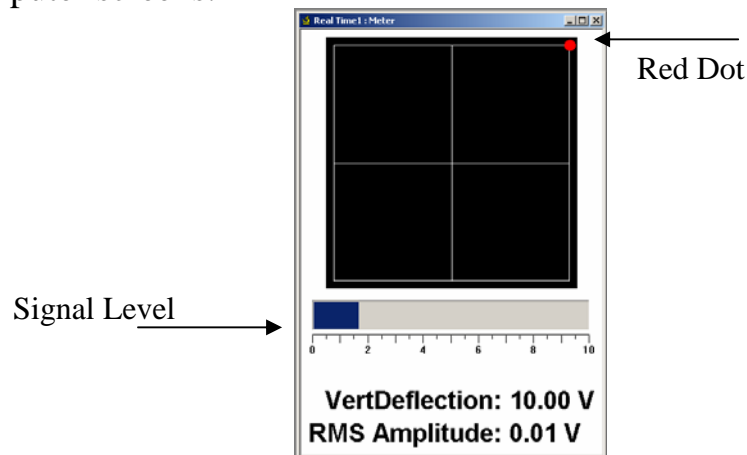 Real Time1 : Meter
Red Dot
Signal Level
0 2 4 6 8 10
VertDeflection: 10.00 V
RMS Amplitude: 0.01 V